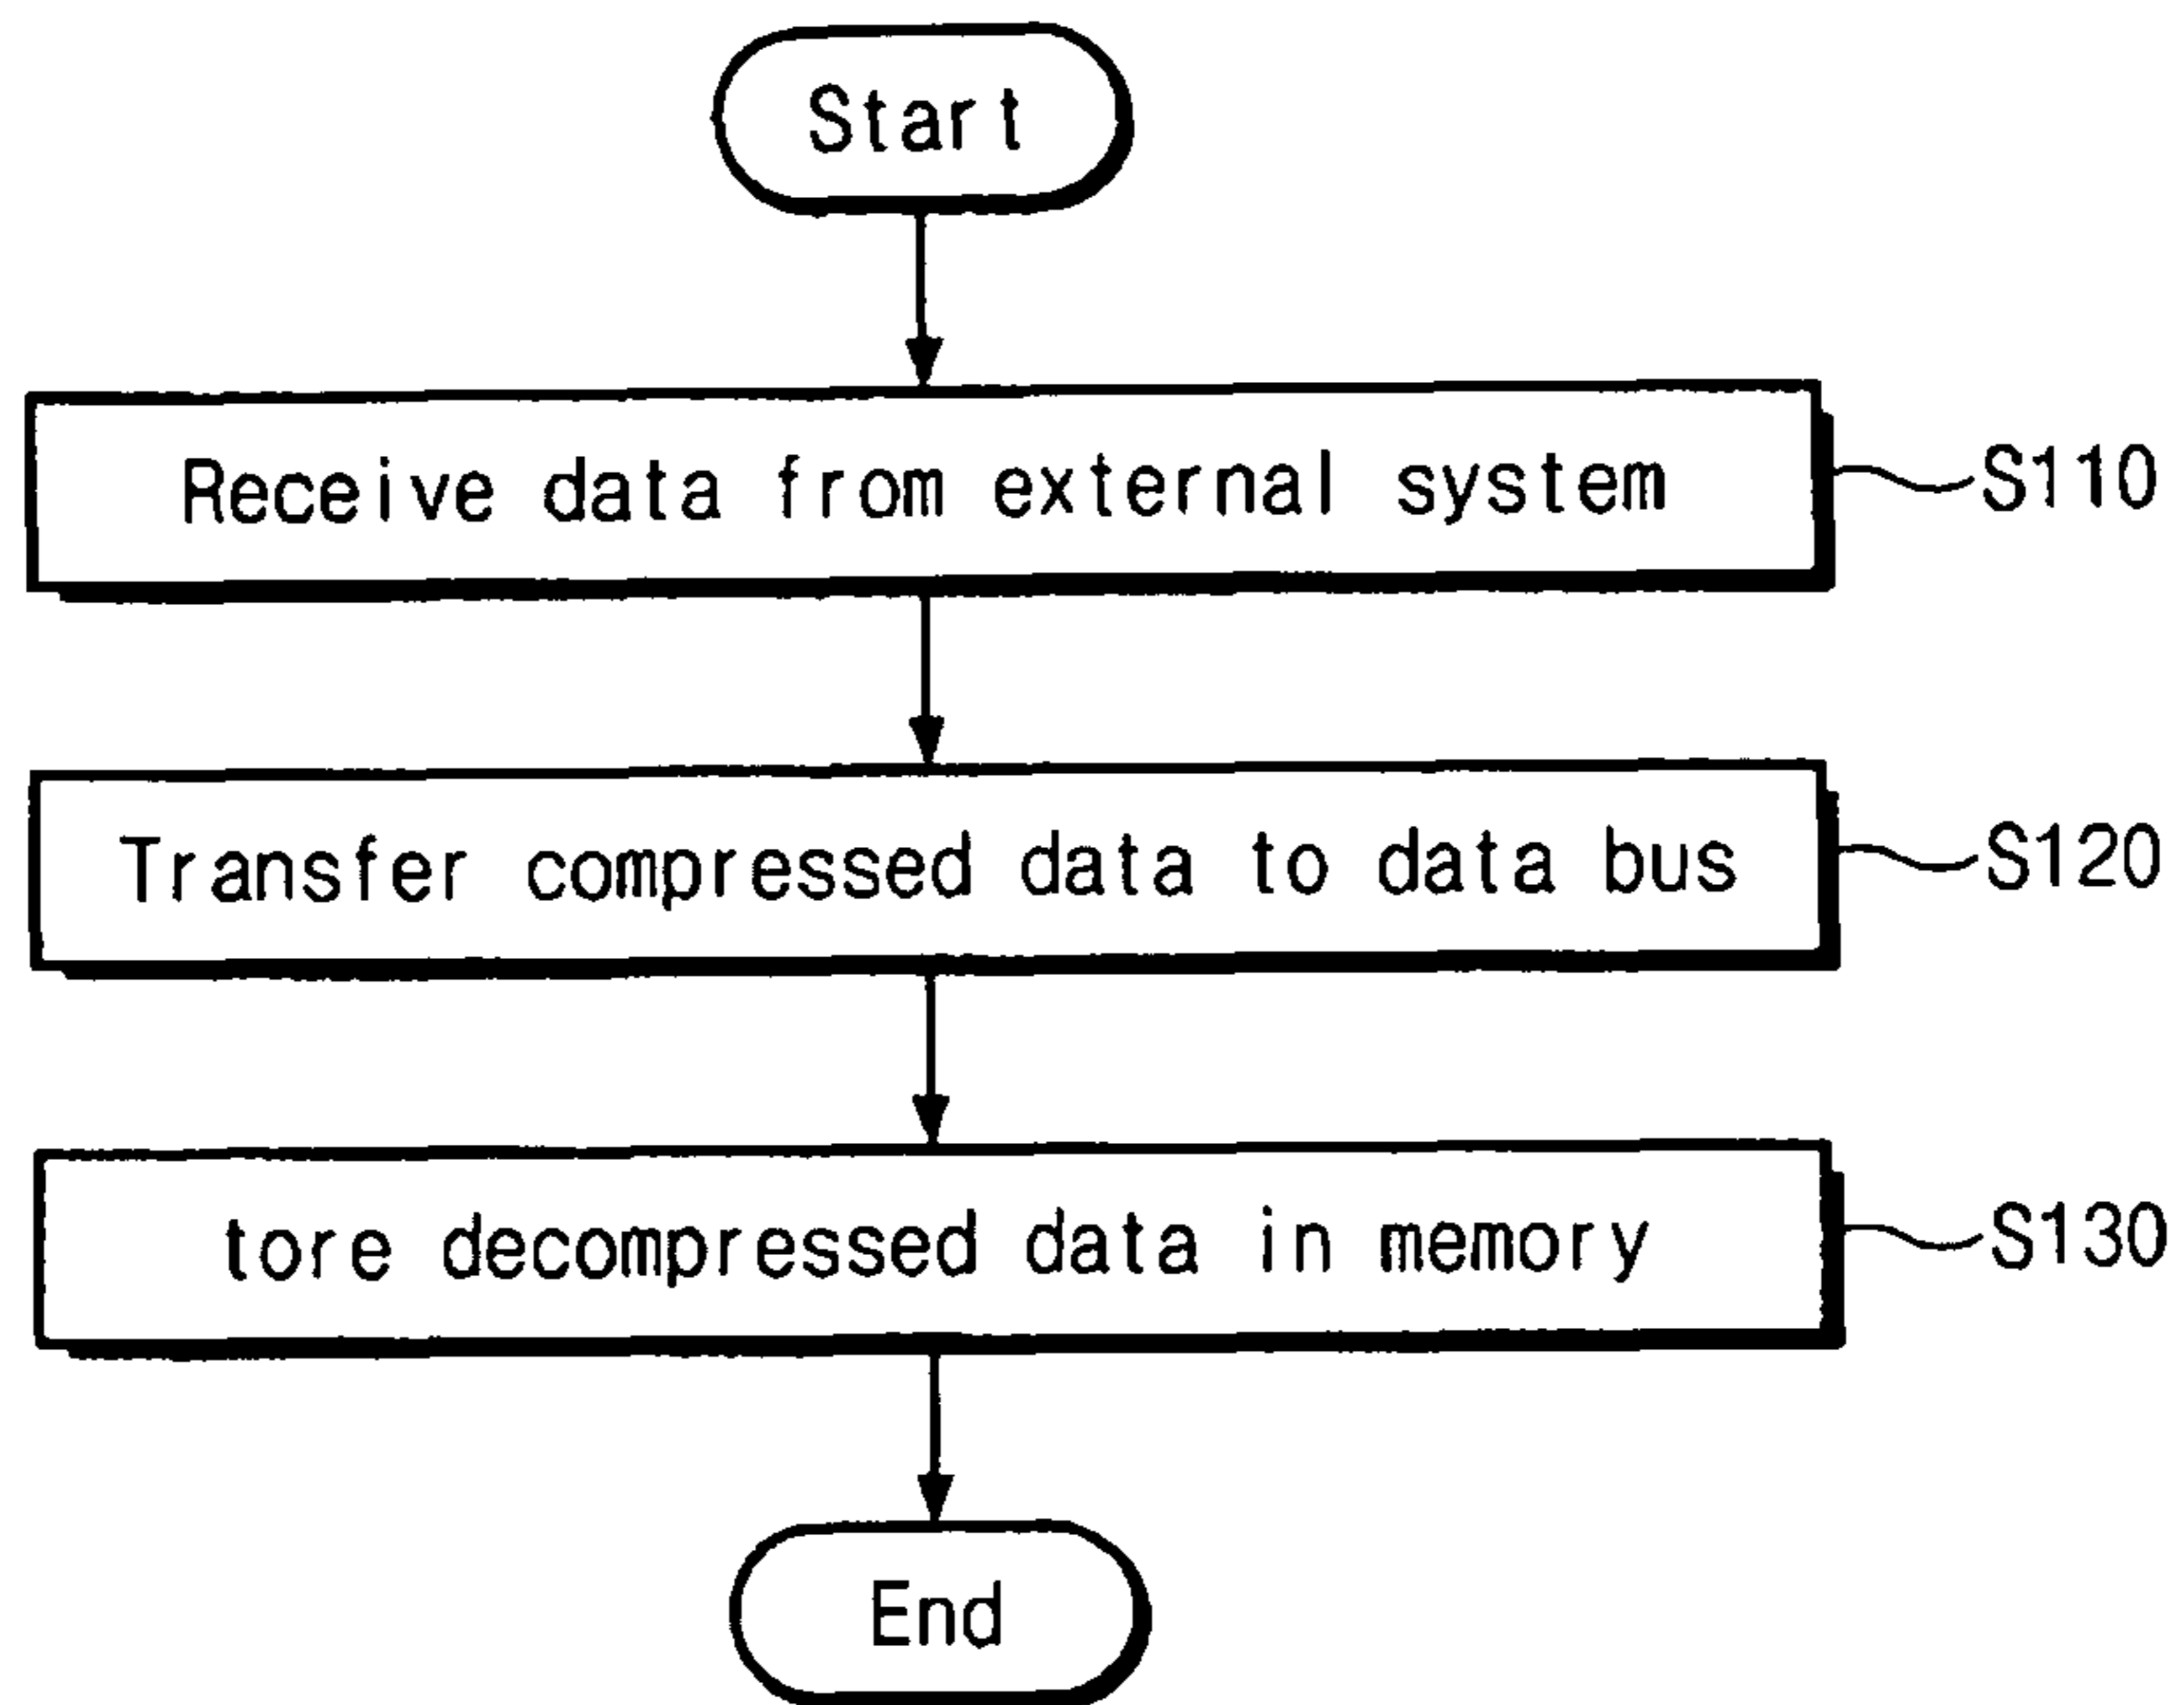 Start
Receive data from external system
S110
Transfer compressed data to data bus
S120
tore decompressed data in memory
S130
End